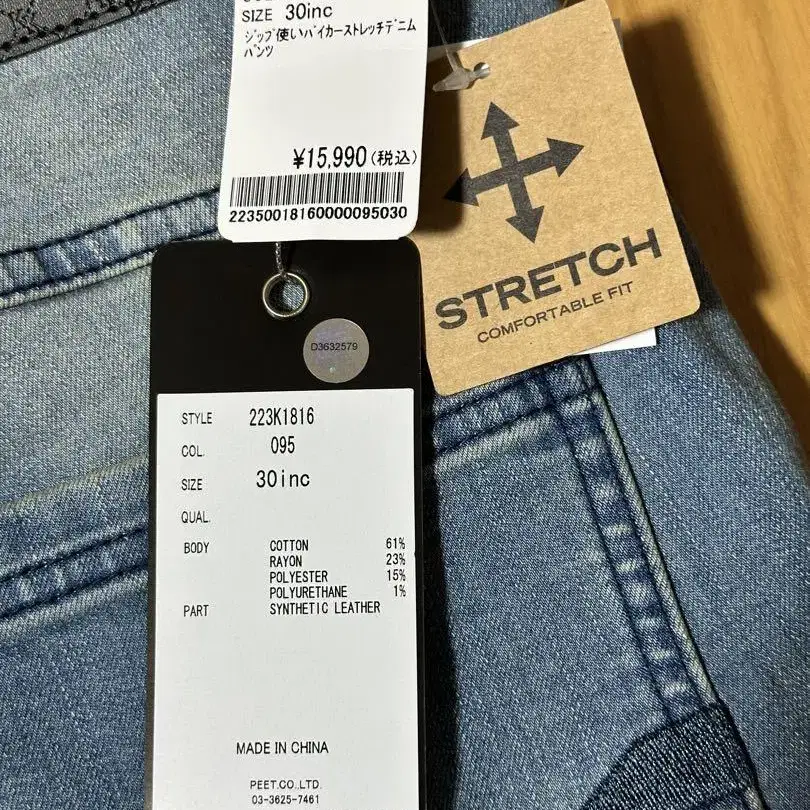 SIZE 30inc
ジップ使いバイカーストレッチデニム
パンツ
¥15,990(税込)
22350018160000095030
STRETCH
COMFORTABLE FIT
D3632579
STYLE 223K1816
COL. 095
SIZE 30inc
QUAL.
BODY COTTON 61%
RAYON 23%
POLYESTER 15%
POLYURETHANE 1%
PART SYNTHETIC LEATHER
MADE IN CHINA
PEET.CO.,LTD.
03-3625-7461